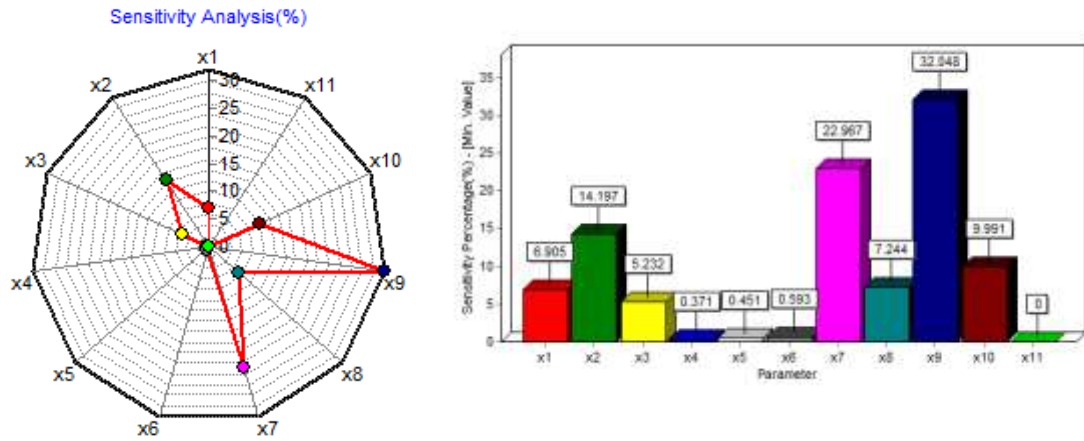 Sensitivity Analysis(%)
x1
x2
x11
x3
x10
x4
x9
x5
x8
x6
x7
30
25
20
15
10
5
0
Sensitivity Percentage(%) - [Min. Value]
35
30
25
20
15
10
5
0
6.905
14.197
5.232
0.371
0.451
0.593
22.967
7.244
32.048
9.991
0
x1 x2 x3 x4 x5 x6 x7 x8 x9 x10 x11
Parameter